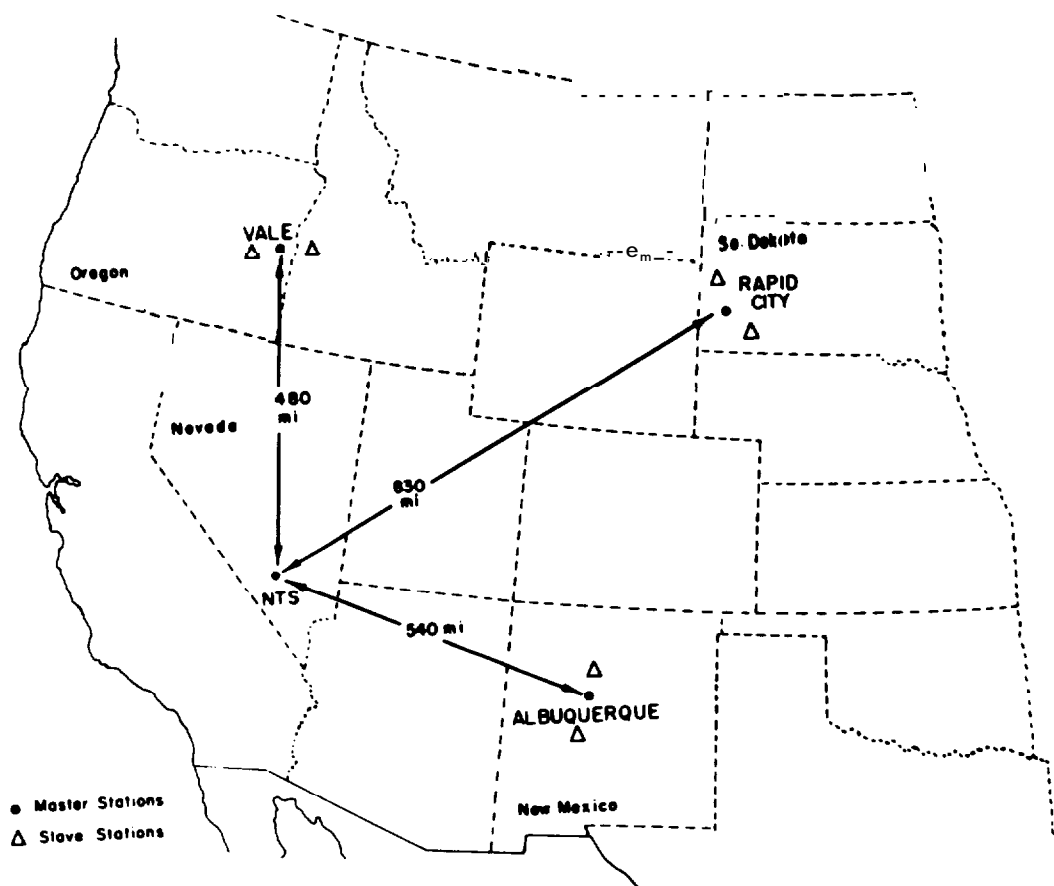 VALE
Oregon
So. Dakota
RAPID
CITY
480
mi
Nevada
830
mi
NTS
540 mi
ALBUQUERQUE
New Mexico
Master Stations
Slave Stations